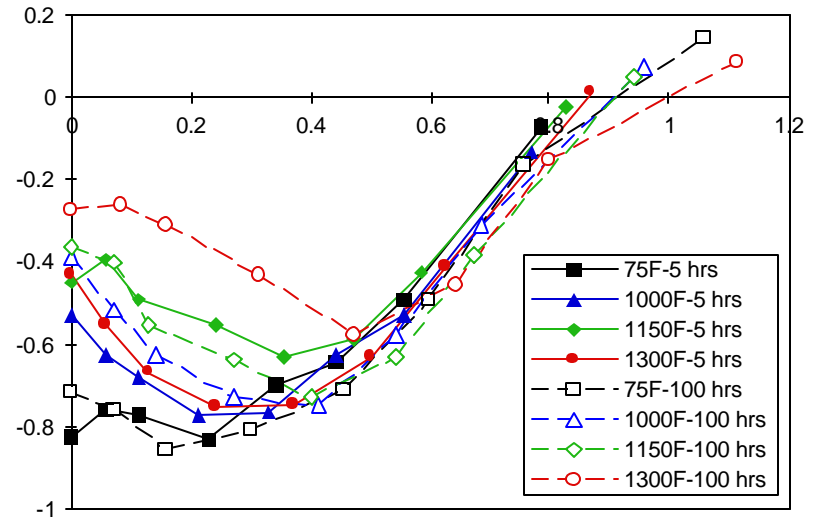 0.2
0
0 0.2 0.4 0.6 0.8 1 1.2
-0.2
-0.4
-0.6
-0.8
-1
75F-5 hrs
1000F-5 hrs
1150F-5 hrs
1300F-5 hrs
75F-100 hrs
1000F-100 hrs
1150F-100 hrs
1300F-100 hrs